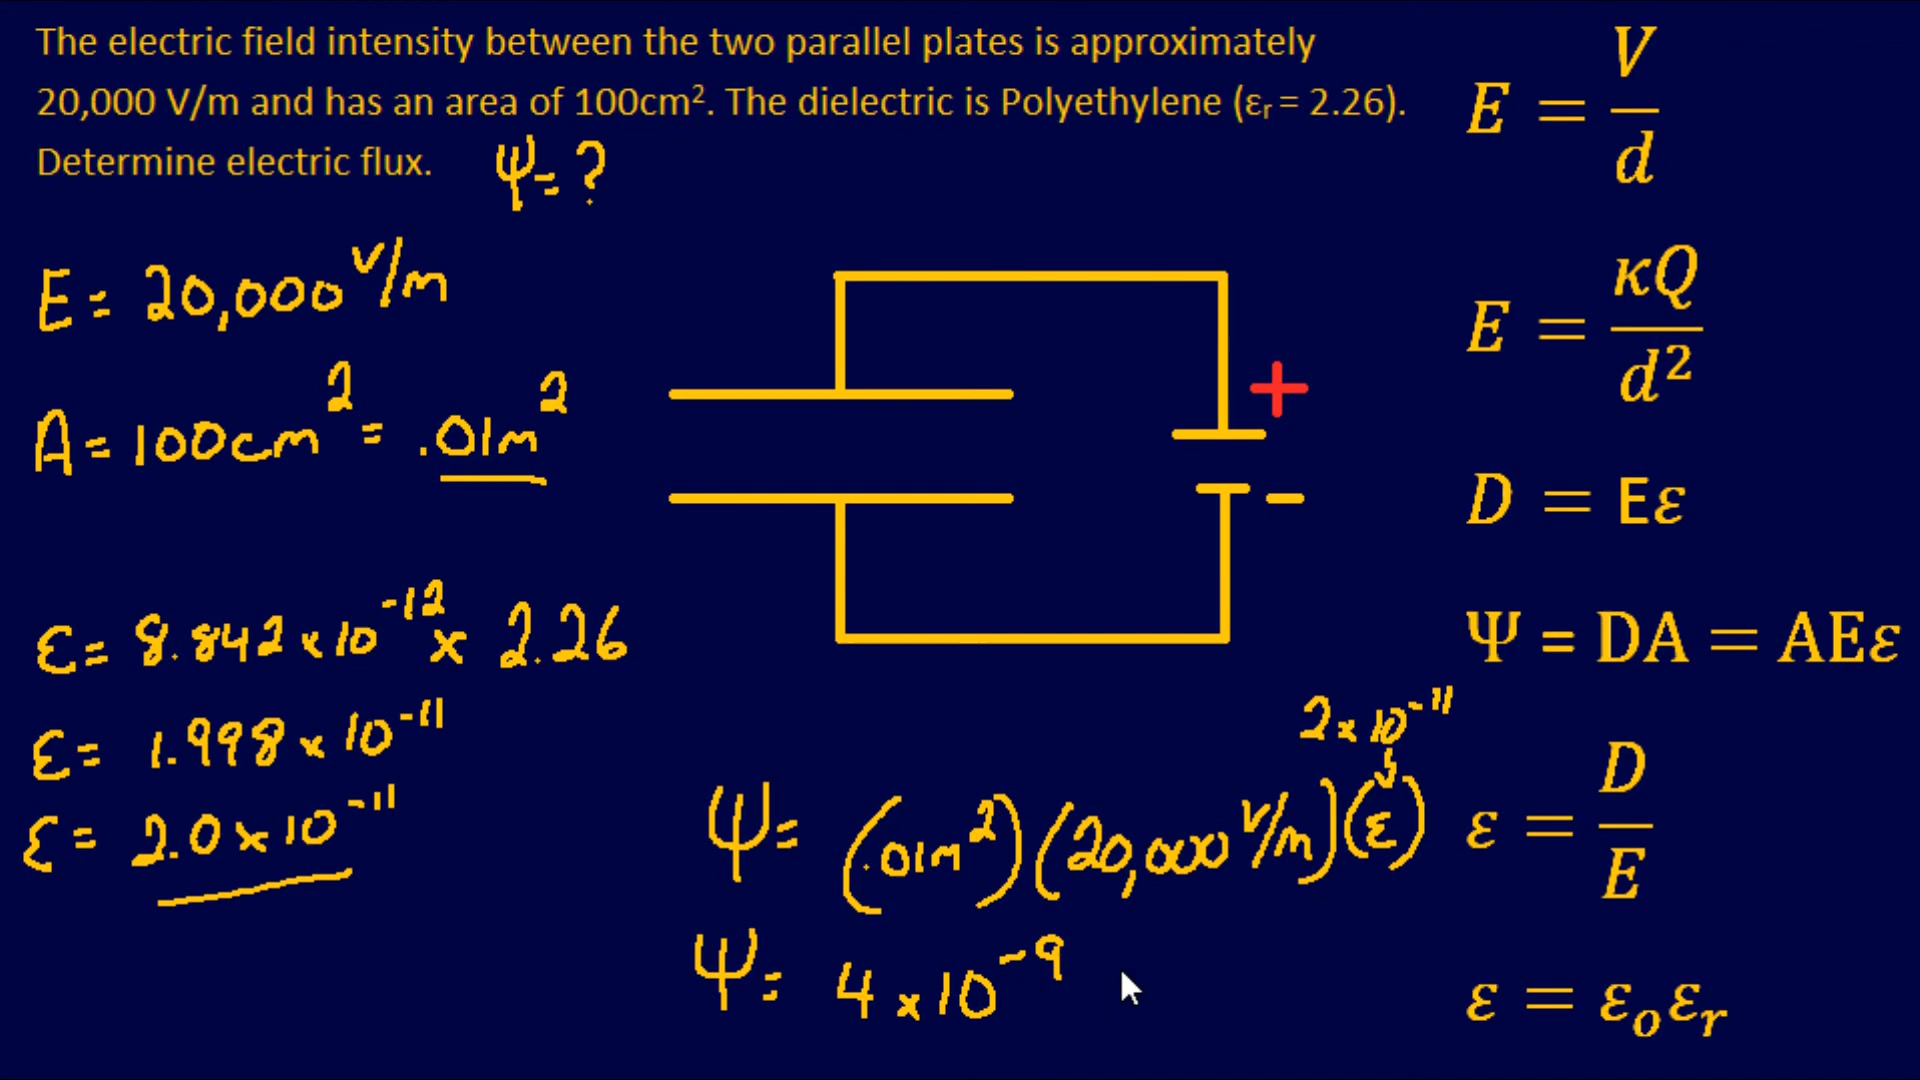 The electric field intensity between the two parallel plates is approximately
20,000 V/m and has an area of 100cm². The dielectric is Polyethylene (εᵣ = 2.26).
Determine electric flux. Ψ = ?
E = 20,000 V/m
A = 100cm² = .01m²
ε = 8.842 x 10⁻¹² x 2.26
ε = 1.998 x 10⁻¹¹
ε = 2.0 x 10⁻¹¹
+
-
2 x 10⁻¹¹
Ψ = (.01m²)(20,000 V/m)(ε)
Ψ = 4 x 10⁻⁹
E = V/d
E = κQ/d²
D = Eε
Ψ = DA = AEε
ε = D/E
ε = εₒεᵣ